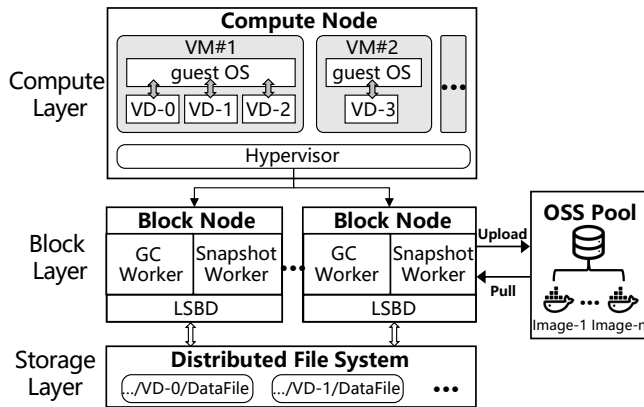 Compute Node
VM#1
VM#2
guest OS
guest OS
VD-0
VD-1
VD-2
VD-3
...
Compute
Layer
Hypervisor
Block Node
Block Node
GC
Worker
Snapshot
Worker
...
GC
Worker
Snapshot
Worker
LSBD
LSBD
Block
Layer
Upload
Pull
OSS Pool
...
Image-1 Image-n
Storage
Layer
Distributed File System
.../VD-0/DataFile
.../VD-1/DataFile
...